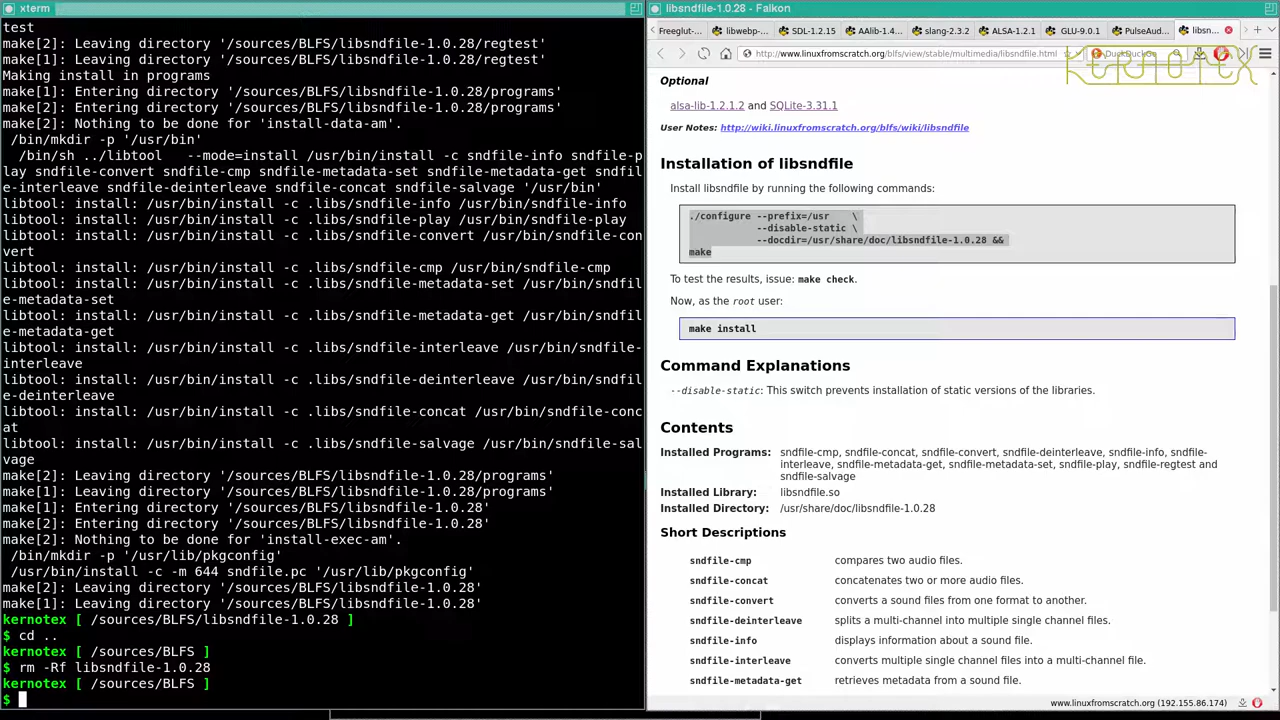 xterm
test
make[2]: Leaving directory '/sources/BLFS/libsndfile-1.0.28/regtest'
make[1]: Leaving directory '/sources/BLFS/libsndfile-1.0.28/regtest'
Making install in programs
make[1]: Entering directory '/sources/BLFS/libsndfile-1.0.28/programs'
make[2]: Entering directory '/sources/BLFS/libsndfile-1.0.28/programs'
make[2]: Nothing to be done for 'install-data-am'.
/bin/mkdir -p '/usr/bin'
/bin/sh ../libtool   --mode=install /usr/bin/install -c sndfile-info sndfile-p
lay sndfile-convert sndfile-cmp sndfile-metadata-set sndfile-metadata-get sndfil
e-interleave sndfile-deinterleave sndfile-concat sndfile-salvage '/usr/bin'
libtool: install: /usr/bin/install -c .libs/sndfile-info /usr/bin/sndfile-info
libtool: install: /usr/bin/install -c .libs/sndfile-play /usr/bin/sndfile-play
libtool: install: /usr/bin/install -c .libs/sndfile-convert /usr/bin/sndfile-con
vert
libtool: install: /usr/bin/install -c .libs/sndfile-cmp /usr/bin/sndfile-cmp
libtool: install: /usr/bin/install -c .libs/sndfile-metadata-set /usr/bin/sndfil
e-metadata-set
libtool: install: /usr/bin/install -c .libs/sndfile-metadata-get /usr/bin/sndfil
e-metadata-get
libtool: install: /usr/bin/install -c .libs/sndfile-interleave /usr/bin/sndfile-
interleave
libtool: install: /usr/bin/install -c .libs/sndfile-deinterleave /usr/bin/sndfil
e-deinterleave
libtool: install: /usr/bin/install -c .libs/sndfile-concat /usr/bin/sndfile-conc
at
libtool: install: /usr/bin/install -c .libs/sndfile-salvage /usr/bin/sndfile-sal
vage
make[2]: Leaving directory '/sources/BLFS/libsndfile-1.0.28/programs'
make[1]: Leaving directory '/sources/BLFS/libsndfile-1.0.28/programs'
make[1]: Entering directory '/sources/BLFS/libsndfile-1.0.28'
make[2]: Entering directory '/sources/BLFS/libsndfile-1.0.28'
make[2]: Nothing to be done for 'install-exec-am'.
/bin/mkdir -p '/usr/lib/pkgconfig'
/usr/bin/install -c -m 644 sndfile.pc '/usr/lib/pkgconfig'
make[2]: Leaving directory '/sources/BLFS/libsndfile-1.0.28'
make[1]: Leaving directory '/sources/BLFS/libsndfile-1.0.28'
kernotex [ /sources/BLFS/libsndfile-1.0.28 ]
$ cd ..
kernotex [ /sources/BLFS ]
$ rm -Rf libsndfile-1.0.28
kernotex [ /sources/BLFS ]
$
libsndfile-1.0.28 - Falkon
Freeglut-... libwebp-... SDL-1.2.15 AAlib-1.4... slang-2.3.2 ALSA-1.2.1 GLU-9.0.1 PulseAud... libsn...
http://www.linuxfromscratch.org/blfs/view/stable/multimedia/libsndfile.html DuckDuckGo
KERNOTEX
Optional
alsa-lib-1.2.1.2 and SQLite-3.31.1
User Notes: http://wiki.linuxfromscratch.org/blfs/wiki/libsndfile
Installation of libsndfile
Install libsndfile by running the following commands:
./configure --prefix=/usr    \
--disable-static \
--docdir=/usr/share/doc/libsndfile-1.0.28 &&
make
To test the results, issue: make check.
Now, as the root user:
make install
Command Explanations
--disable-static: This switch prevents installation of static versions of the libraries.
Contents
Installed Programs: sndfile-cmp, sndfile-concat, sndfile-convert, sndfile-deinterleave, sndfile-info, sndfile-
interleave, sndfile-metadata-get, sndfile-metadata-set, sndfile-play, sndfile-regtest and
sndfile-salvage
Installed Library: libsndfile.so
Installed Directory: /usr/share/doc/libsndfile-1.0.28
Short Descriptions
sndfile-cmp compares two audio files.
sndfile-concat concatenates two or more audio files.
sndfile-convert converts a sound files from one format to another.
sndfile-deinterleave splits a multi-channel into multiple single channel files.
sndfile-info displays information about a sound file.
sndfile-interleave converts multiple single channel files into a multi-channel file.
sndfile-metadata-get retrieves metadata from a sound file.
www.linuxfromscratch.org (192.155.86.174)